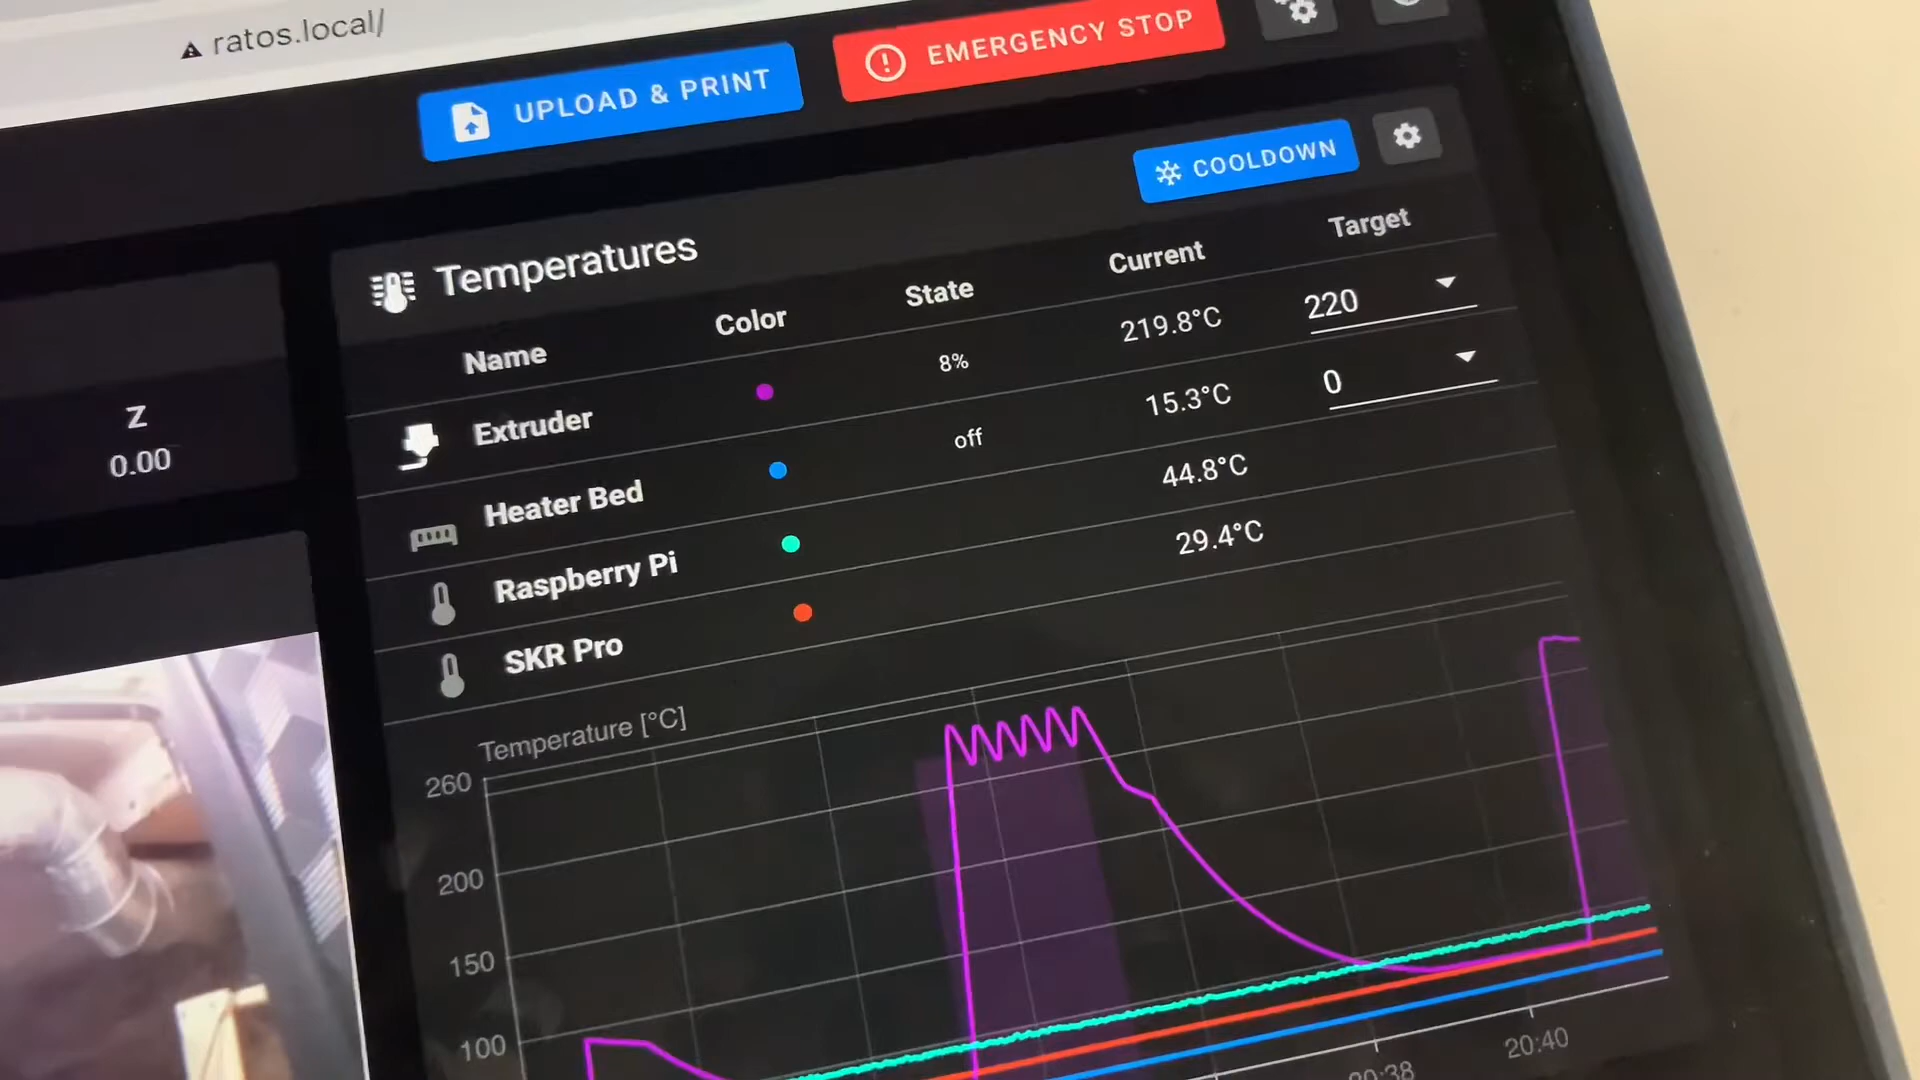 ratos.local/
UPLOAD & PRINT
EMERGENCY STOP
COOLDOWN
Temperatures
Name Color State Current Target
Extruder 8% 219.8°C 220
Heater Bed off 15.3°C 0
Raspberry Pi 44.8°C
SKR Pro 29.4°C
Z
0.00
Temperature [°C]
260
200
150
100
20:38
20:40